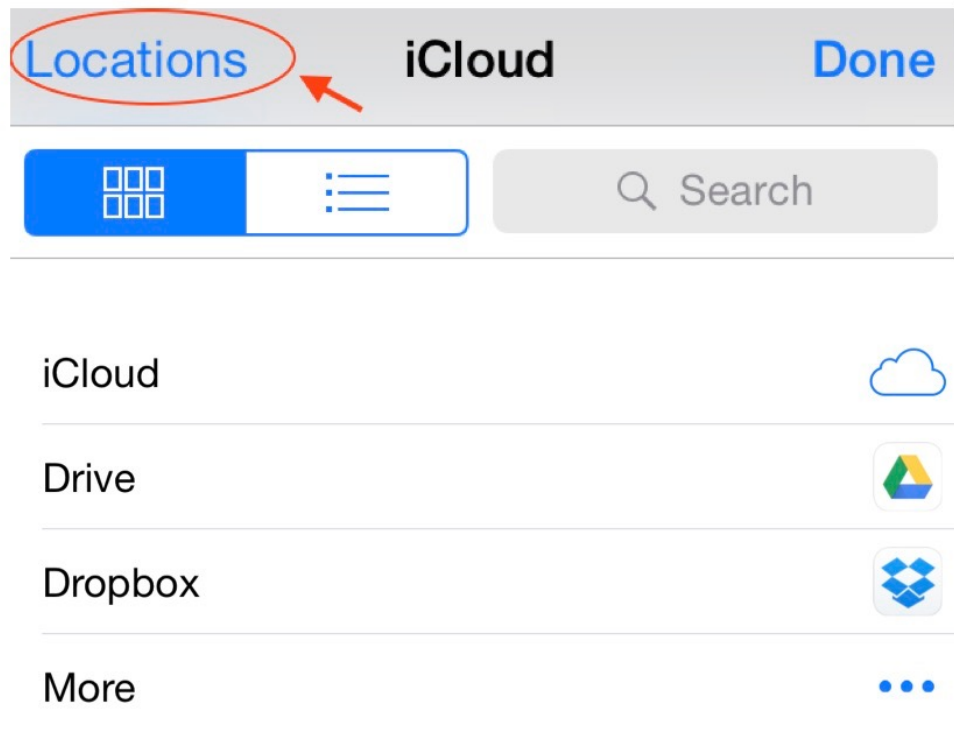 Locations iCloud Done
Search
iCloud
Drive
Dropbox
More